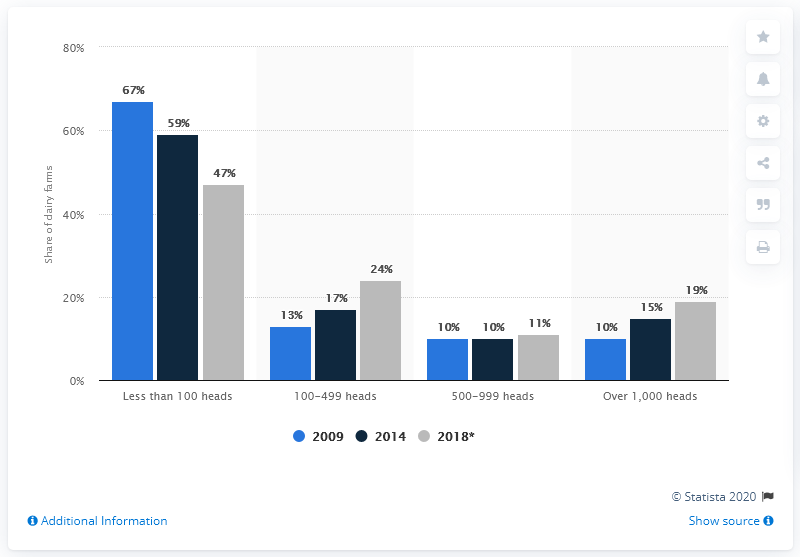 80%
67%
60%
59%
47%
40%
Share of dairy farms
24%
20%
13%
17%
10%
10%
11%
10%
15%
19%
0%
Less than 100 heads
100-499 heads
500-999 heads
Over 1,000 heads
2009
2014
2018*
© Statista 2020
Additional Information
Show source